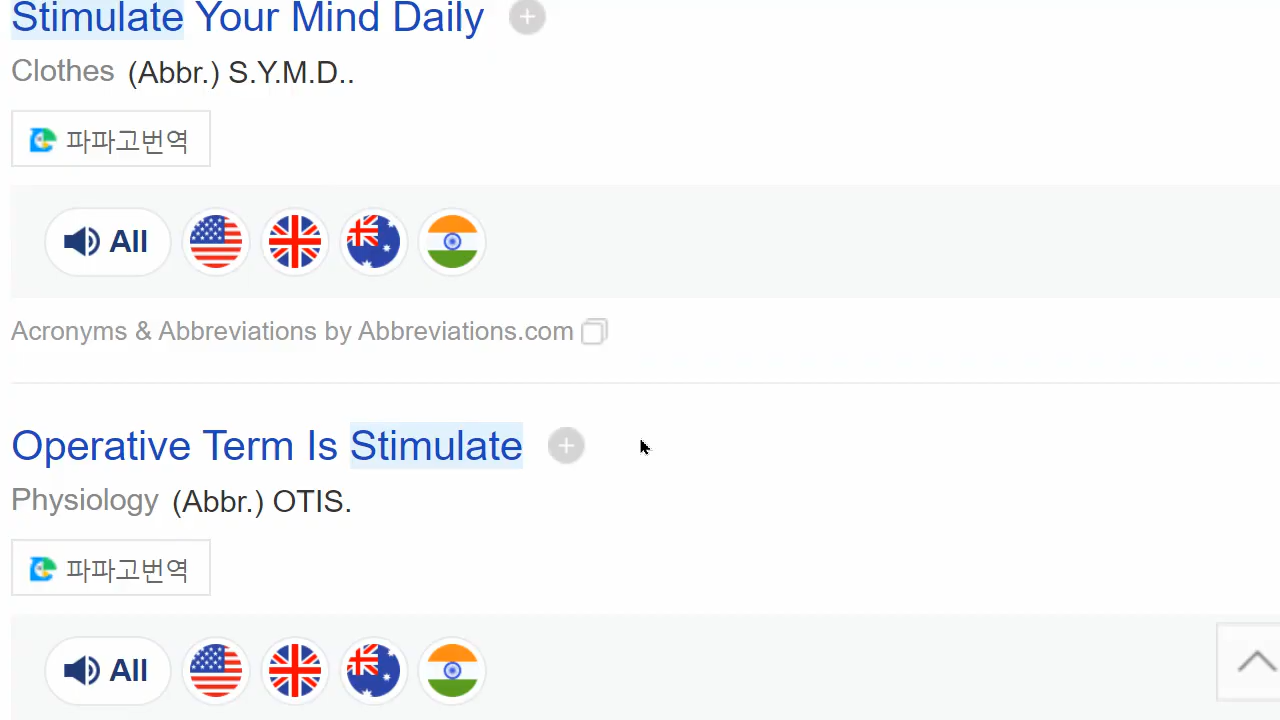 Stimulate Your Mind Daily
Clothes (Abbr.) S.Y.M.D..
파파고번역
All
Acronyms & Abbreviations by Abbreviations.com
Operative Term Is Stimulate
Physiology (Abbr.) OTIS.
파파고번역
All